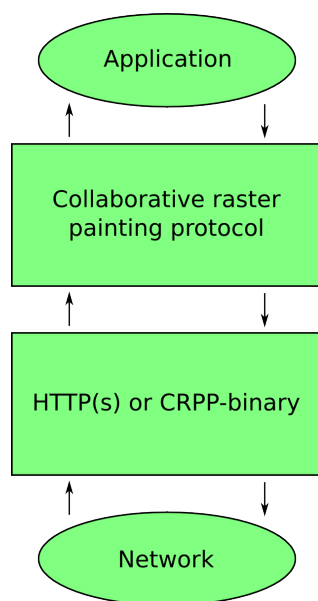 Application
Collaborative raster
painting protocol
HTTP(s) or CRPP-binary
Network